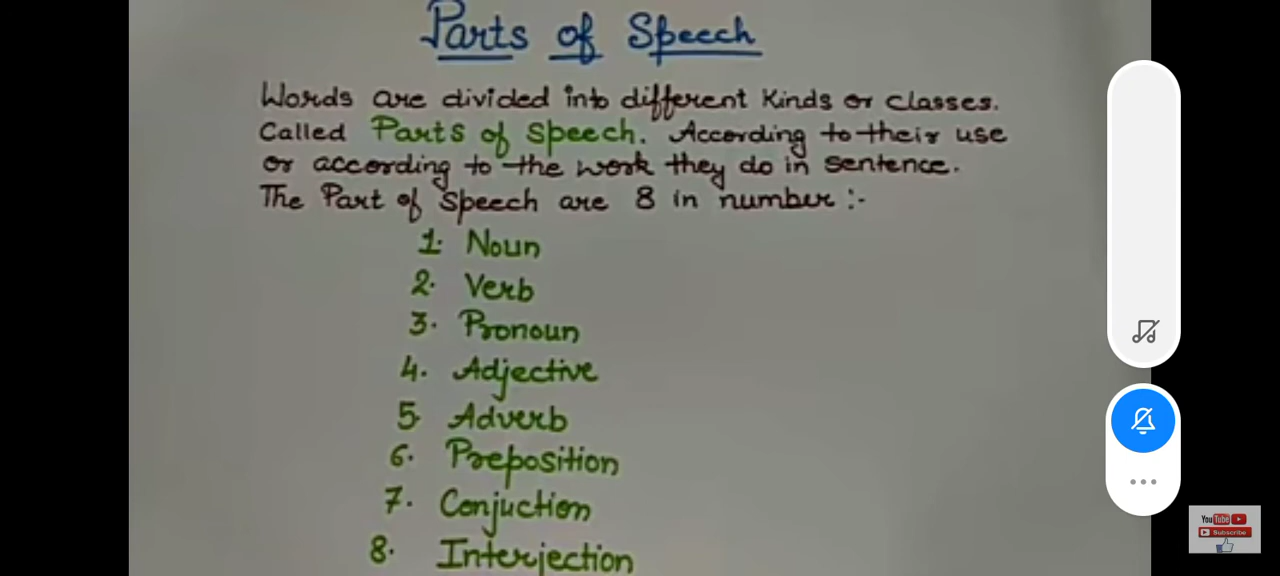 Parts of Speech
Words are divided into different Kinds or classes.
Called Parts of Speech. According to their use
or according to the work they do in sentence.
The Part of Speech are 8 in number :-
1. Noun
2. Verb
3. Pronoun
4. Adjective
5. Adverb
6. Preposition
7. Conjuction
8. Interjection
YouTube
Subscribe